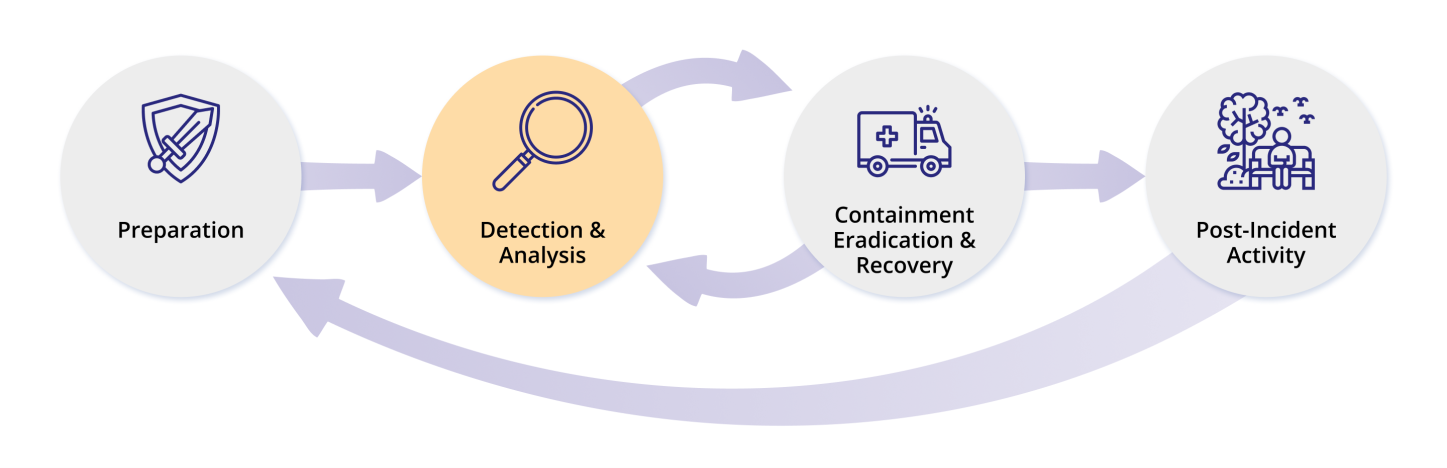 Preparation
Detection &
Analysis
Containment
Eradication &
Recovery
Post-Incident
Activity